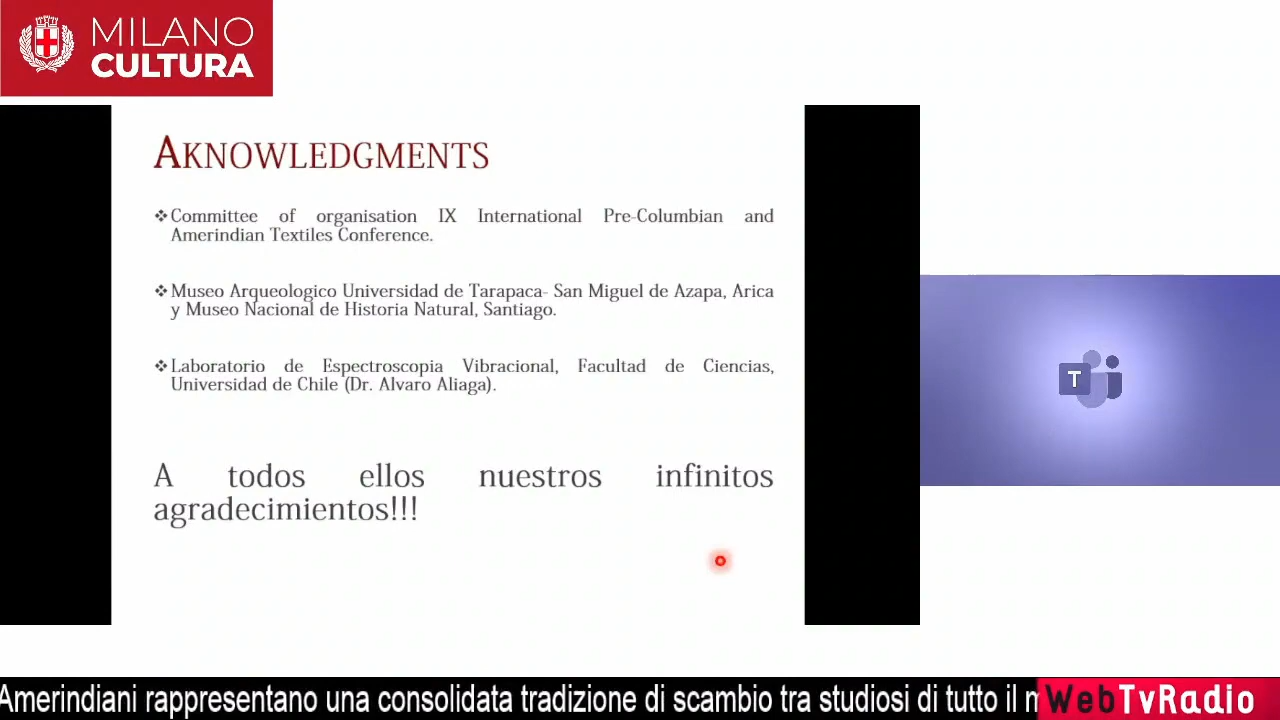 MILANO
CULTURA
AKNOWLEDGMENTS
❖Committee of organisation IX International Pre-Columbian and
Amerindian Textiles Conference.
❖Museo Arqueologico Universidad de Tarapaca- San Miguel de Azapa, Arica
y Museo Nacional de Historia Natural, Santiago.
❖Laboratorio de Espectroscopia Vibracional, Facultad de Ciencias,
Universidad de Chile (Dr. Alvaro Aliaga).
A todos ellos nuestros infinitos
agradecimientos!!!
T
Amerindiani rappresentano una consolidata tradizione di scambio tra studiosi di tutto il
WebTvRadio